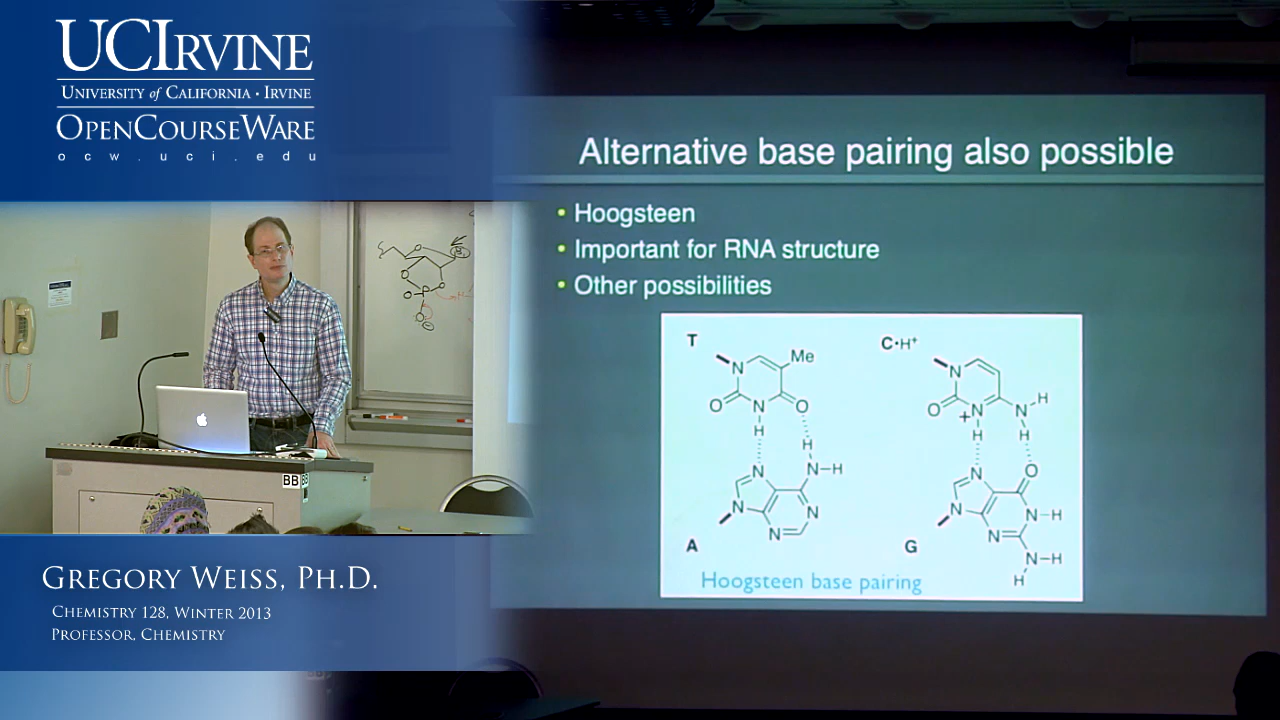 UCIRVINE
UNIVERSITY of CALIFORNIA · IRVINE
OPENCOURSEWARE
ocw.uci.edu
GREGORY WEISS, PH.D.
CHEMISTRY 128, WINTER 2013
PROFESSOR, CHEMISTRY
BB
Alternative base pairing also possible
• Hoogsteen
• Important for RNA structure
• Other possibilities
T
Me
N
O
N
O
H
H
N
N–H
N
N
N
A
C•H+
N
O
+N
N
H
H
H
N
O
N
N–H
N
N–H
H
G
Hoogsteen base pairing